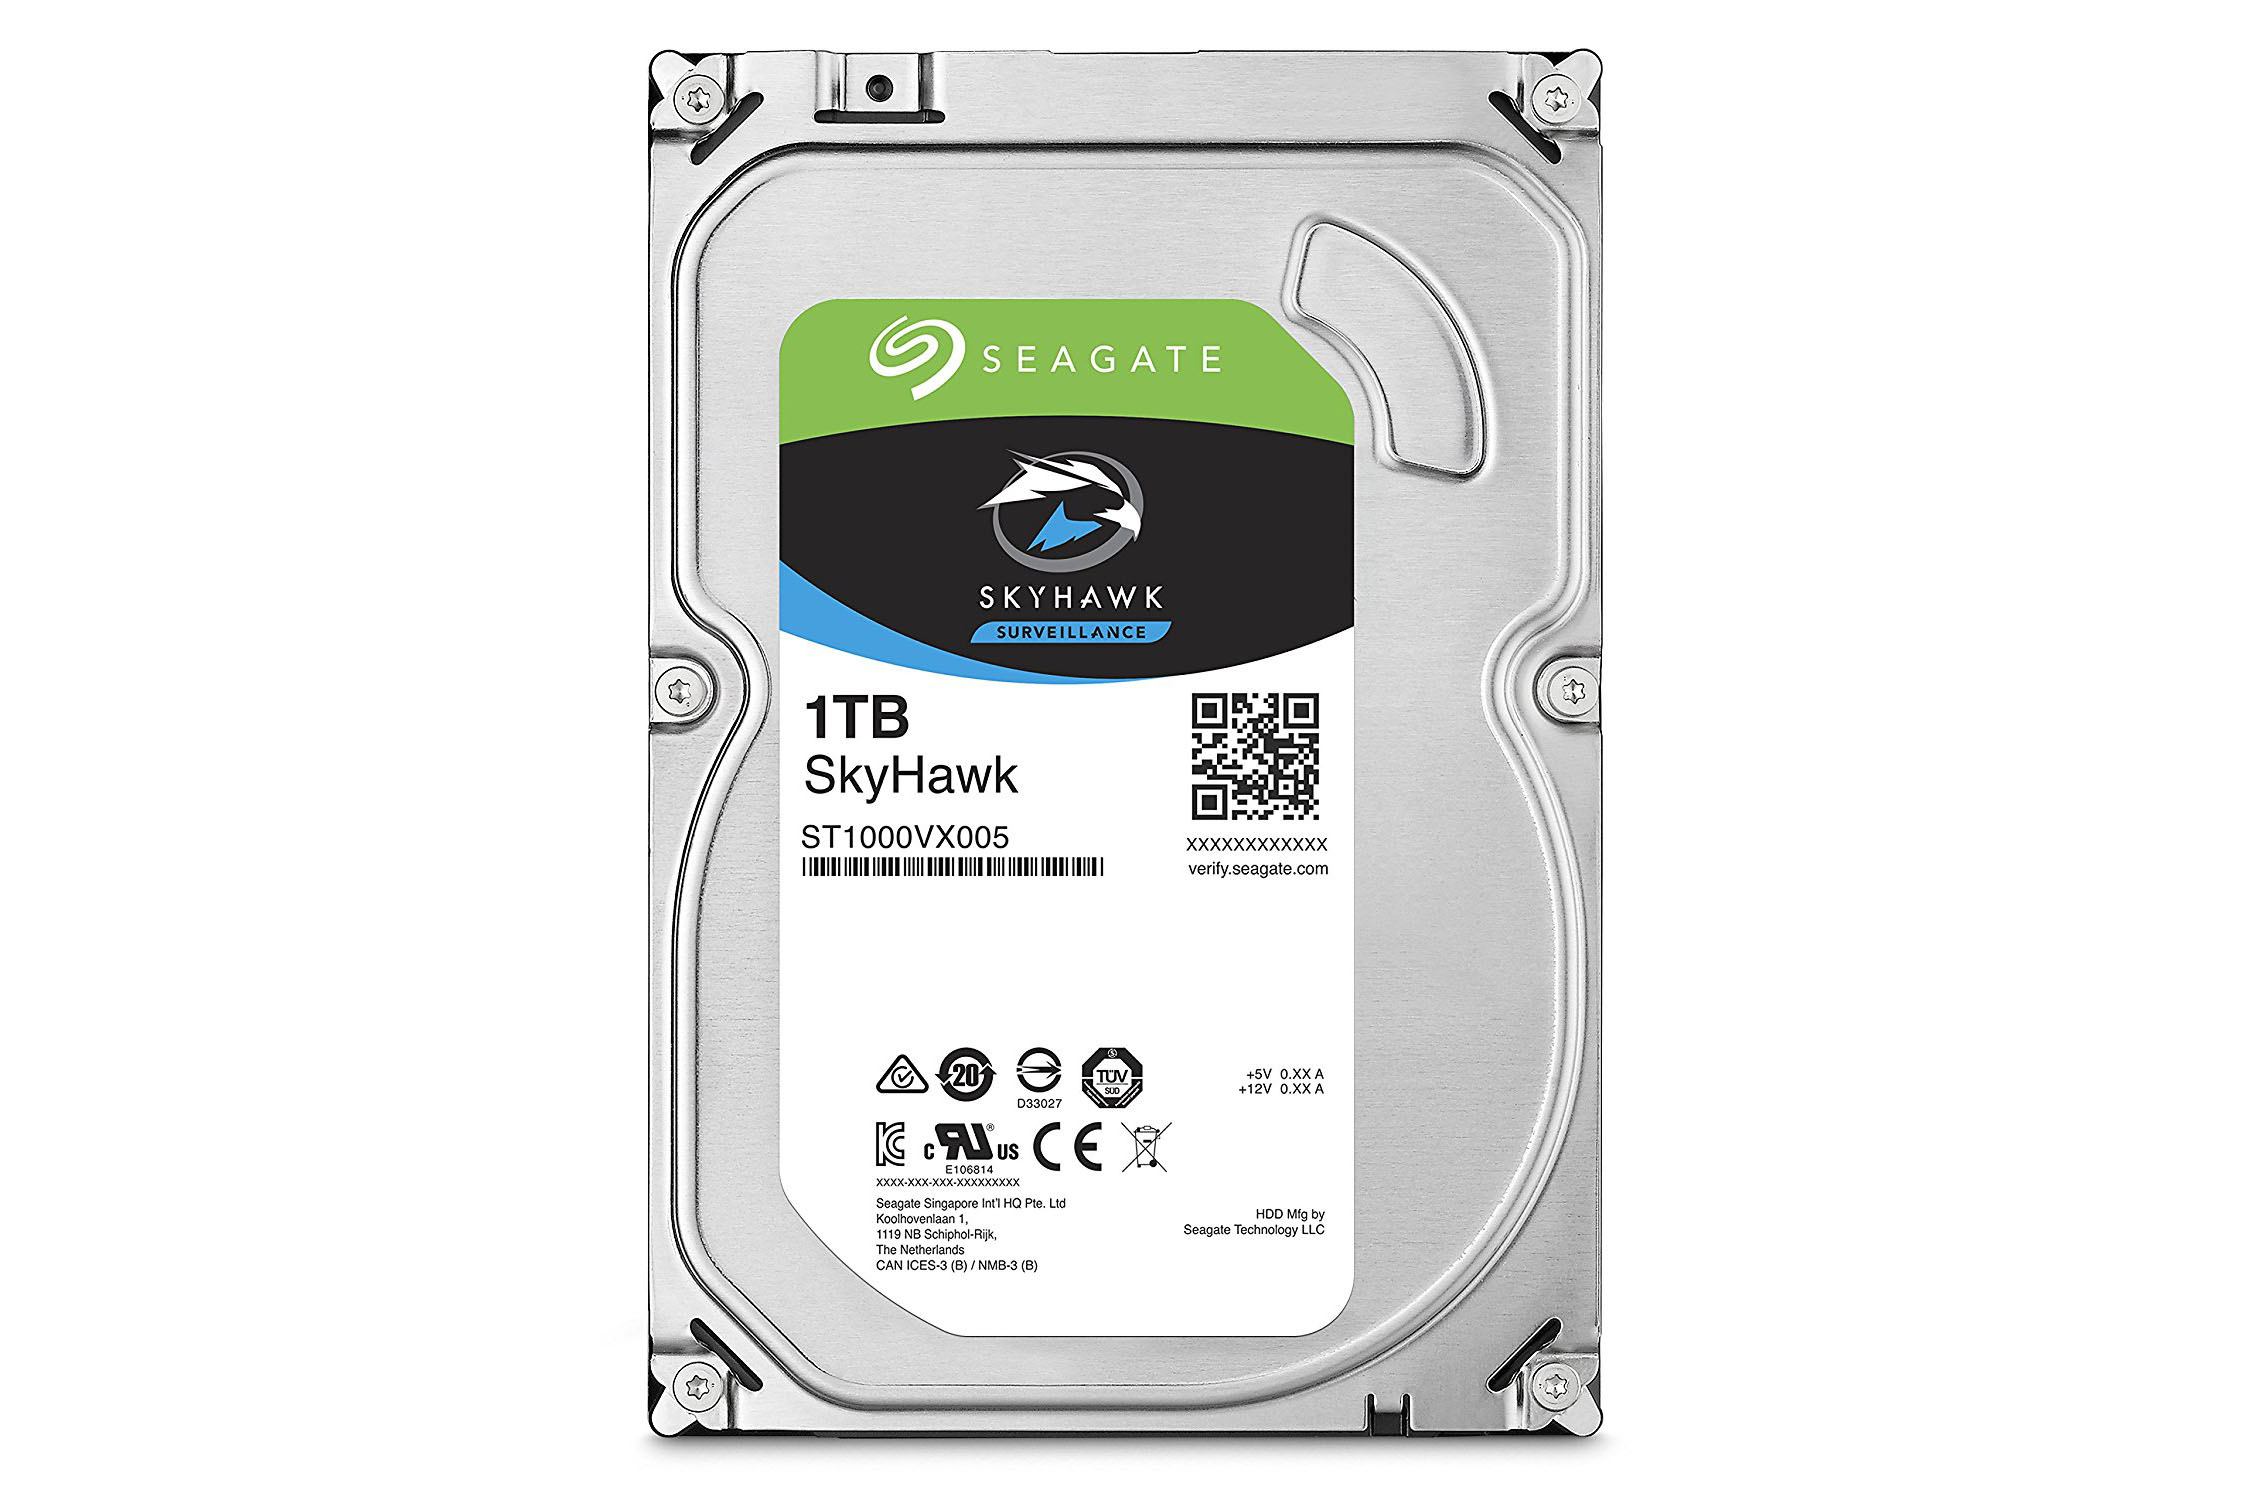 SEAGATE
SKYHAWK
SURVEILLANCE
1TB
SkyHawk
ST1000VX005
XXXXXXXXXXXX
verify.seagate.com
20
D33027
TÜV
SÜD
+5V 0.XX A
+12V 0.XX A
c RU® US
E106814
CE
XXXX-XXX-XXX-XXXXXXXXX
Seagate Singapore Int'l HQ Pte. Ltd
Koolhovenlaan 1,
1119 NB Schiphol-Rijk,
The Netherlands
CAN ICES-3 (B) / NMB-3 (B)
HDD Mfg by
Seagate Technology LLC